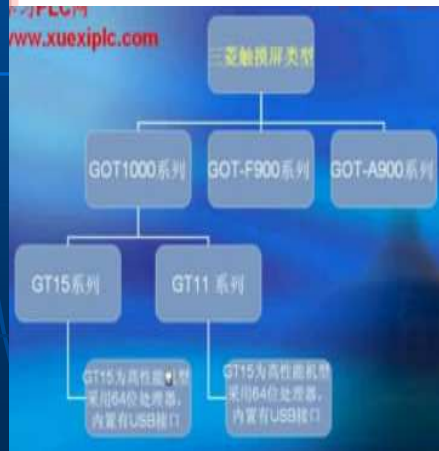 学习PLC网
www.xuexiplc.com
三菱触摸屏类型
GOT1000系列
GOT-F900系列
GOT-A900系列
GT15系列
GT11 系列
GT15为高性能机型
采用64位处理器,
内置有USB接口
GT15为高性能机型
采用64位处理器,
内置有USB接口